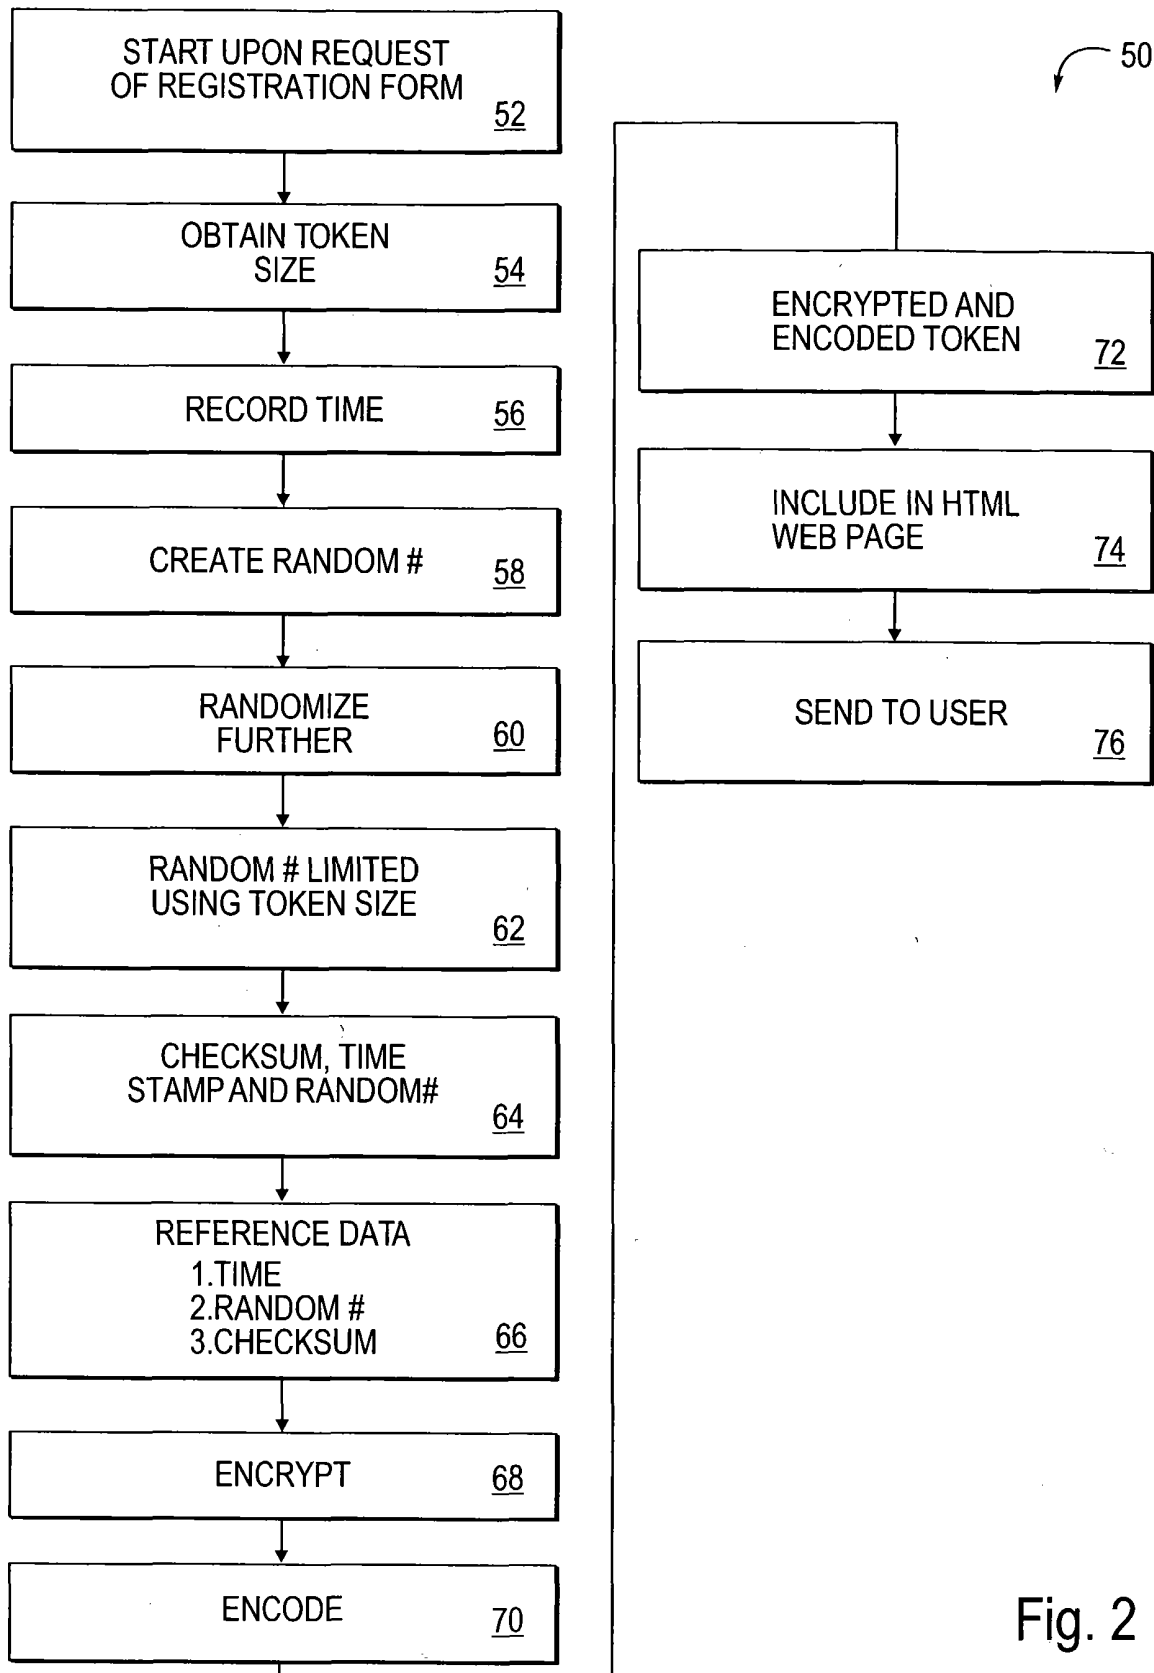 START UPON REQUEST
OF REGISTRATION FORM
52
OBTAIN TOKEN
SIZE
54
RECORD TIME
56
CREATE RANDOM #
58
RANDOMIZE
FURTHER
60
RANDOM # LIMITED
USING TOKEN SIZE
62
CHECKSUM, TIME
STAMP AND RANDOM#
64
REFERENCE DATA
1.TIME
2.RANDOM #
3.CHECKSUM
66
ENCRYPT
68
ENCODE
70
50
ENCRYPTED AND
ENCODED TOKEN
72
INCLUDE IN HTML
WEB PAGE
74
SEND TO USER
76
Fig. 2